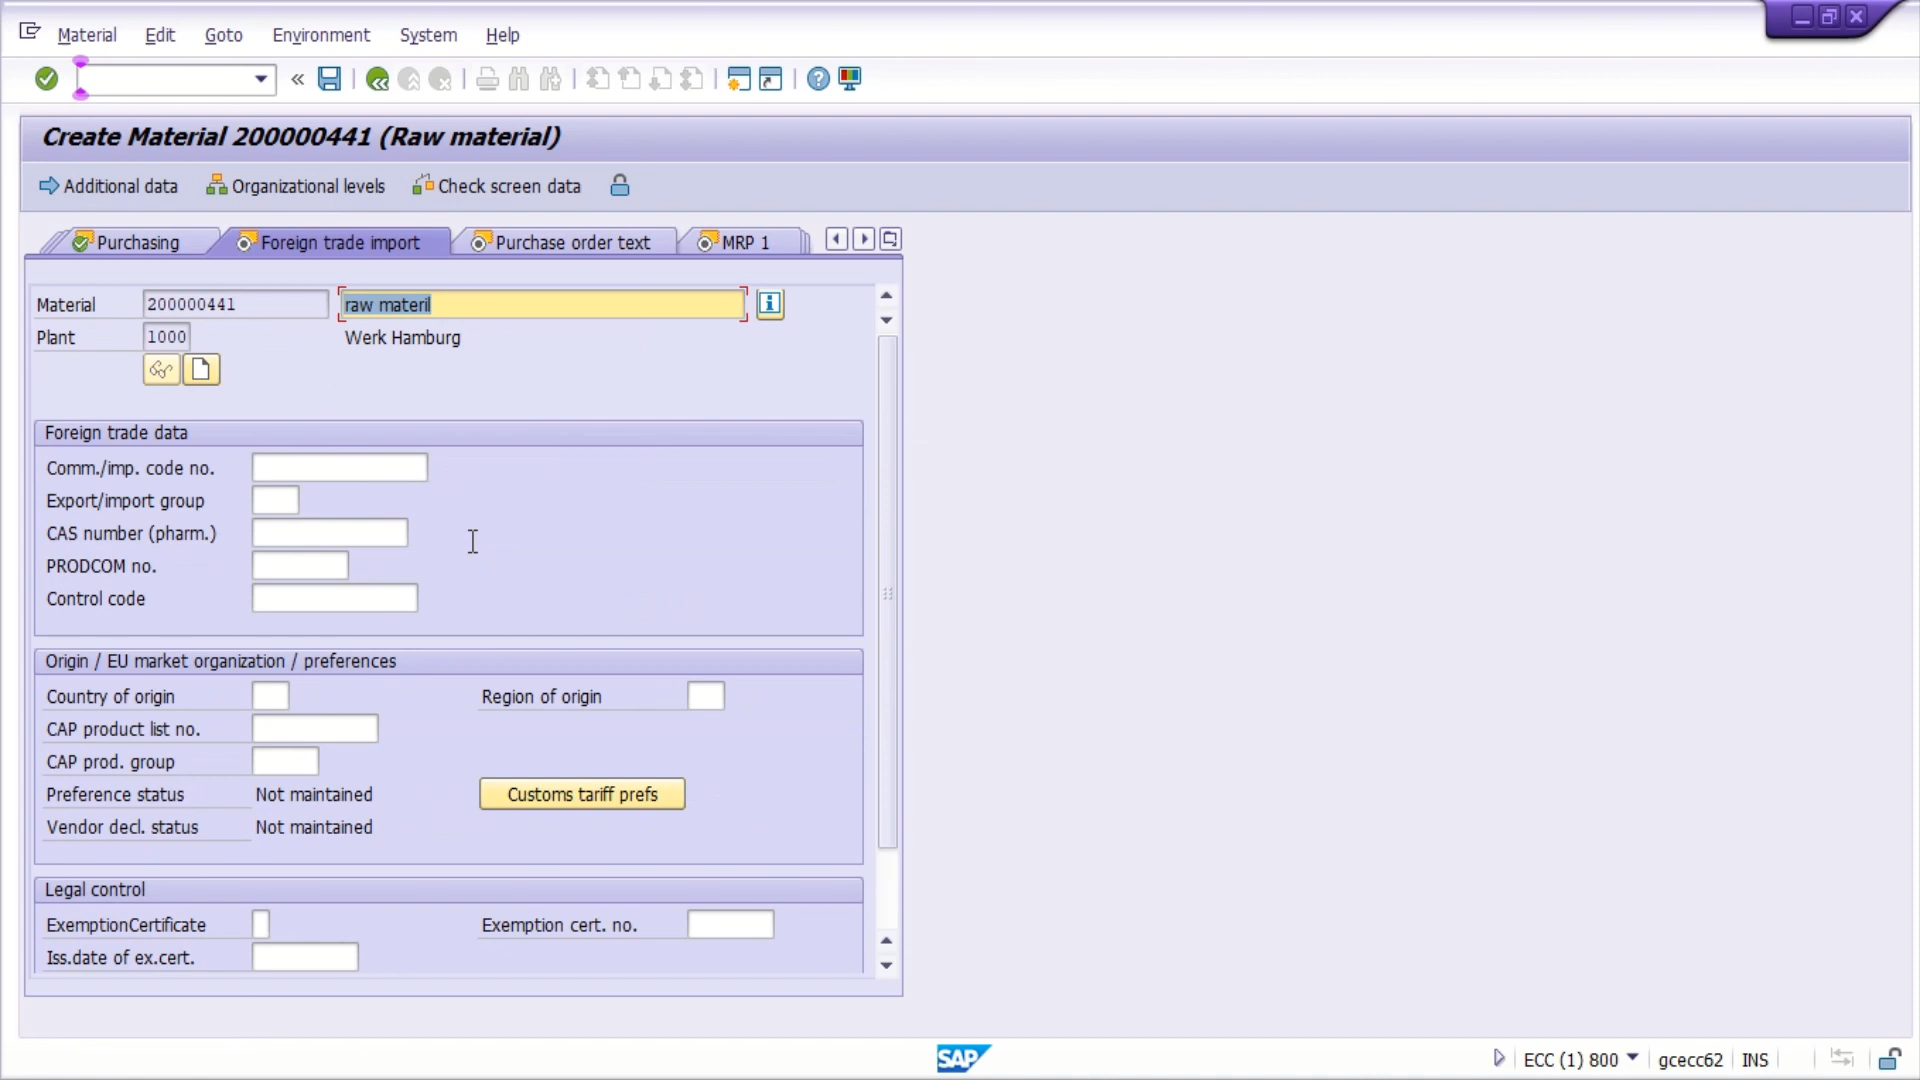 Material Edit Goto Environment System Help
Create Material 200000441 (Raw material)
Additional data Organizational levels Check screen data
Purchasing Foreign trade import Purchase order text MRP 1
Material 200000441 raw materil
Plant 1000 Werk Hamburg
Foreign trade data
Comm./imp. code no.
Export/import group
CAS number (pharm.)
PRODCOM no.
Control code
Origin / EU market organization / preferences
Country of origin Region of origin
CAP product list no.
CAP prod. group
Preference status Not maintained Customs tariff prefs
Vendor decl. status Not maintained
Legal control
ExemptionCertificate Exemption cert. no.
Iss.date of ex.cert.
SAP ECC (1) 800 gcecc62 INS